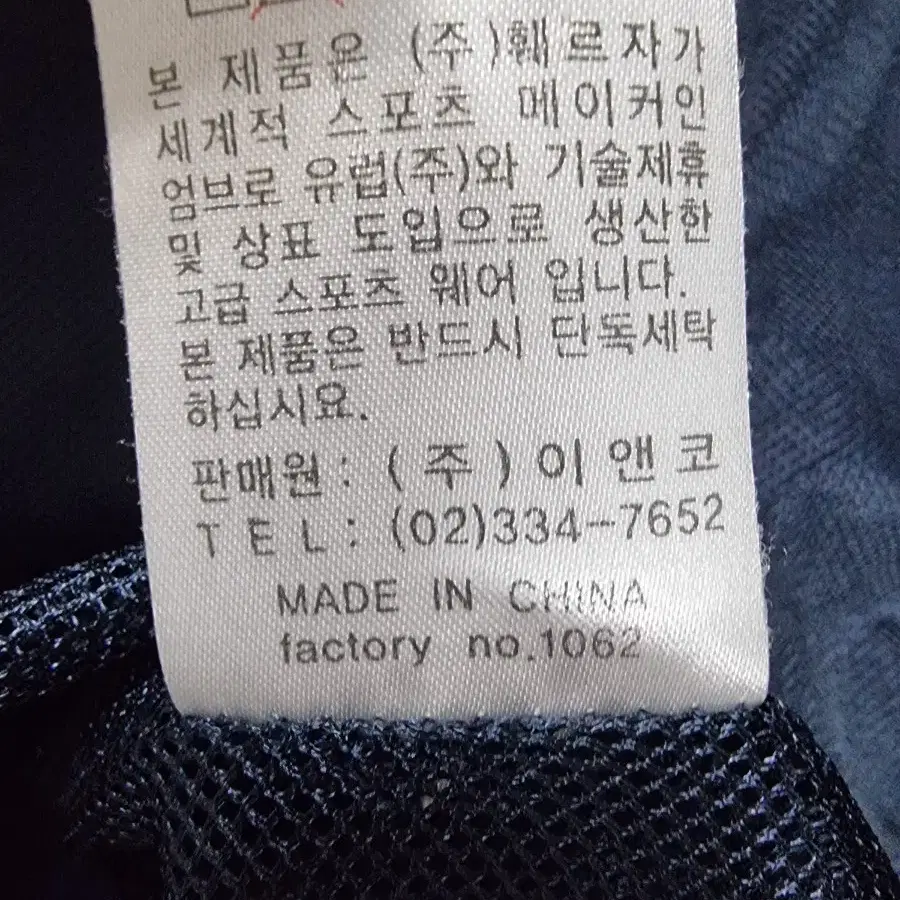 본 제품은 (주)훼르자가
세계적 스포츠 메이커인
엄브로 유럽(주)와 기술제휴
및 상표 도입으로 생산한
고급 스포츠 웨어 입니다.
본 제품은 반드시 단독세탁
하십시요.
판매원 : (주) 이앤코
TEL : (02)334-7652
MADE IN CHINA
factory no.1062